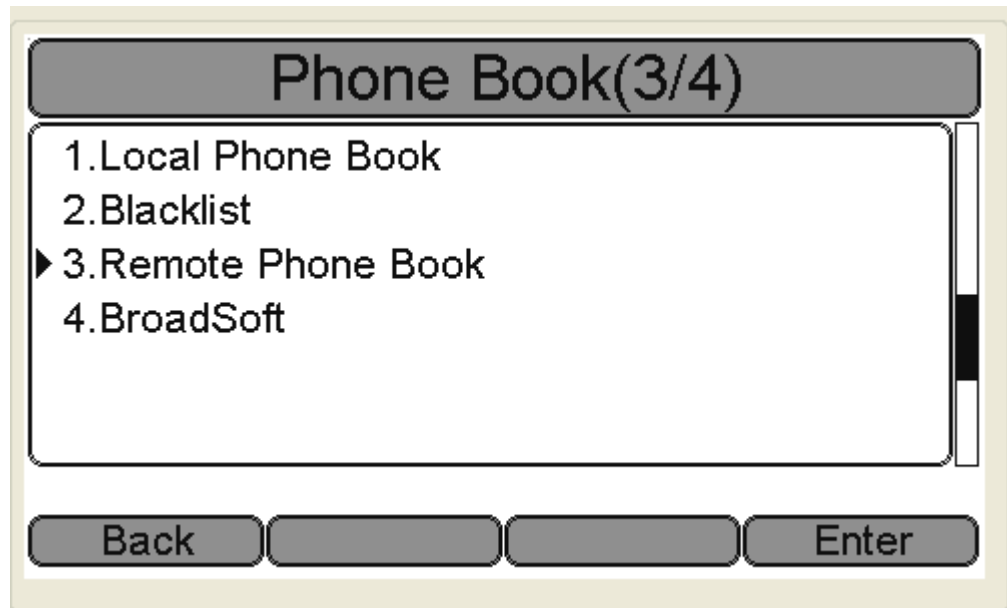 Phone Book(3/4)
1.Local Phone Book
2.Blacklist
3.Remote Phone Book
4.BroadSoft
Back Enter